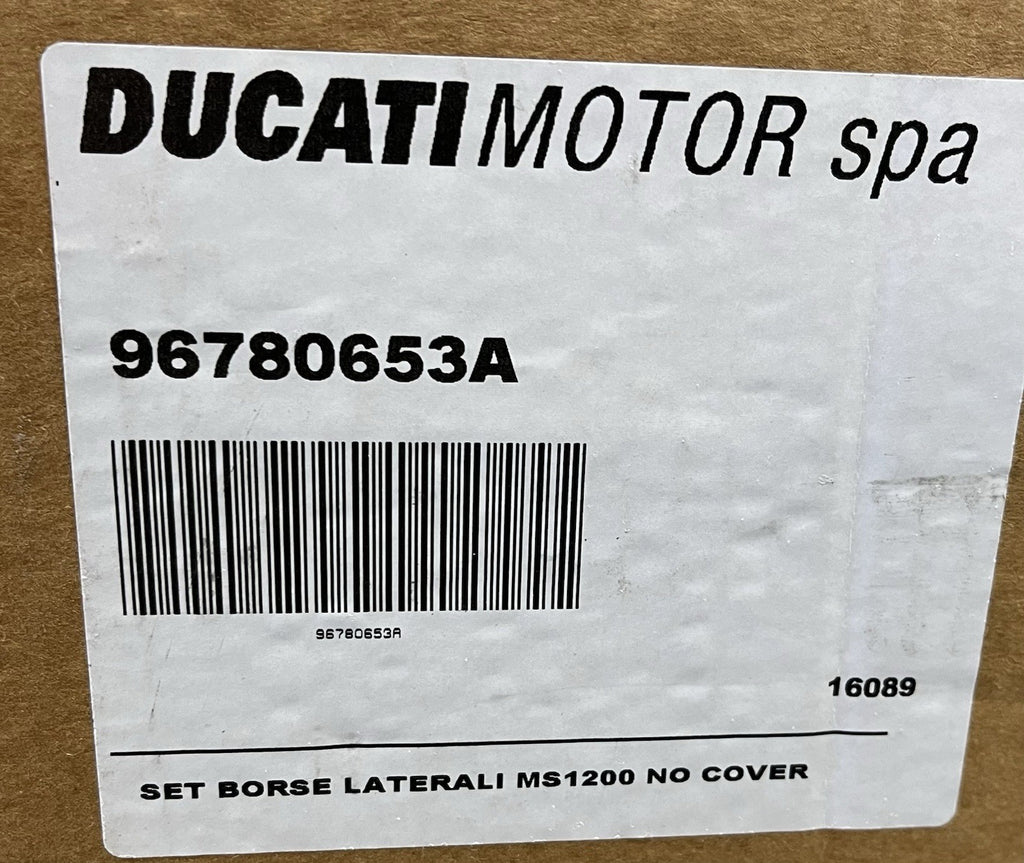 DUCATI MOTOR spa
96780653A
96780653A
16089
SET BORSE LATERALI MS1200 NO COVER